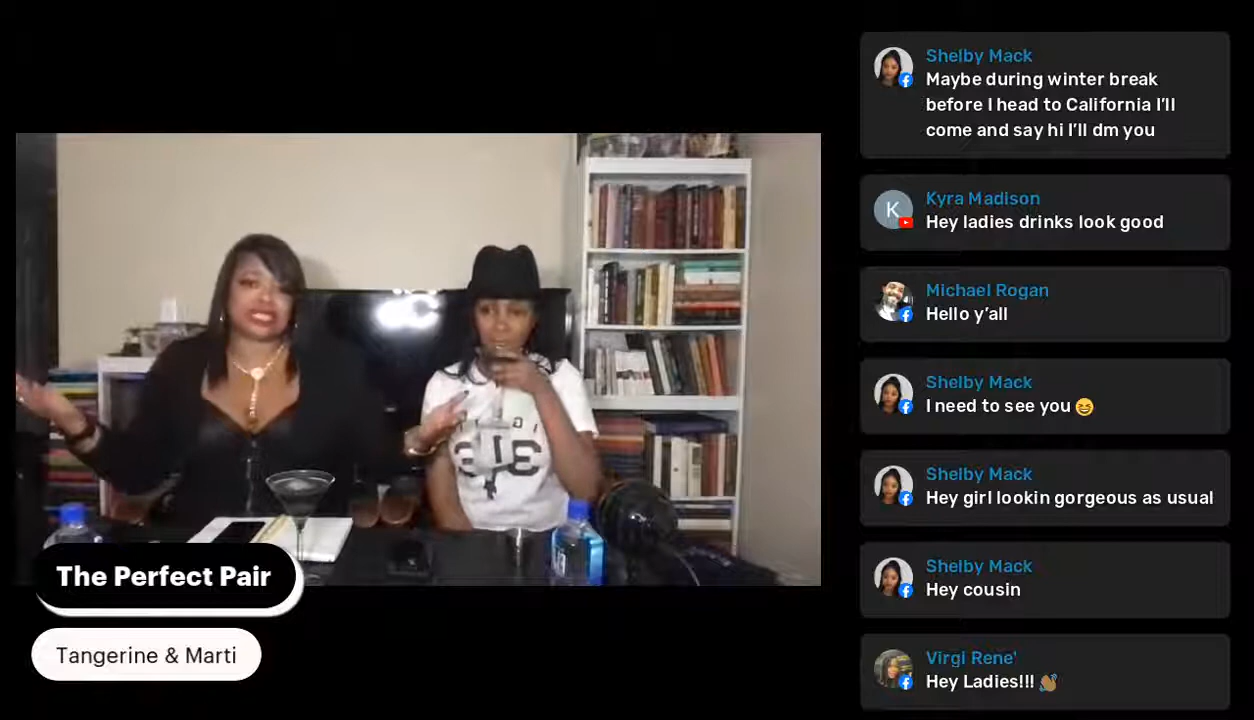 The Perfect Pair
Tangerine & Marti
Shelby Mack
Maybe during winter break
before I head to California I'll
come and say hi I'll dm you
K
Kyra Madison
Hey ladies drinks look good
Michael Rogan
Hello y'all
Shelby Mack
I need to see you 😆
Shelby Mack
Hey girl lookin gorgeous as usual
Shelby Mack
Hey cousin
Virgi Rene'
Hey Ladies!!! 👋🏾